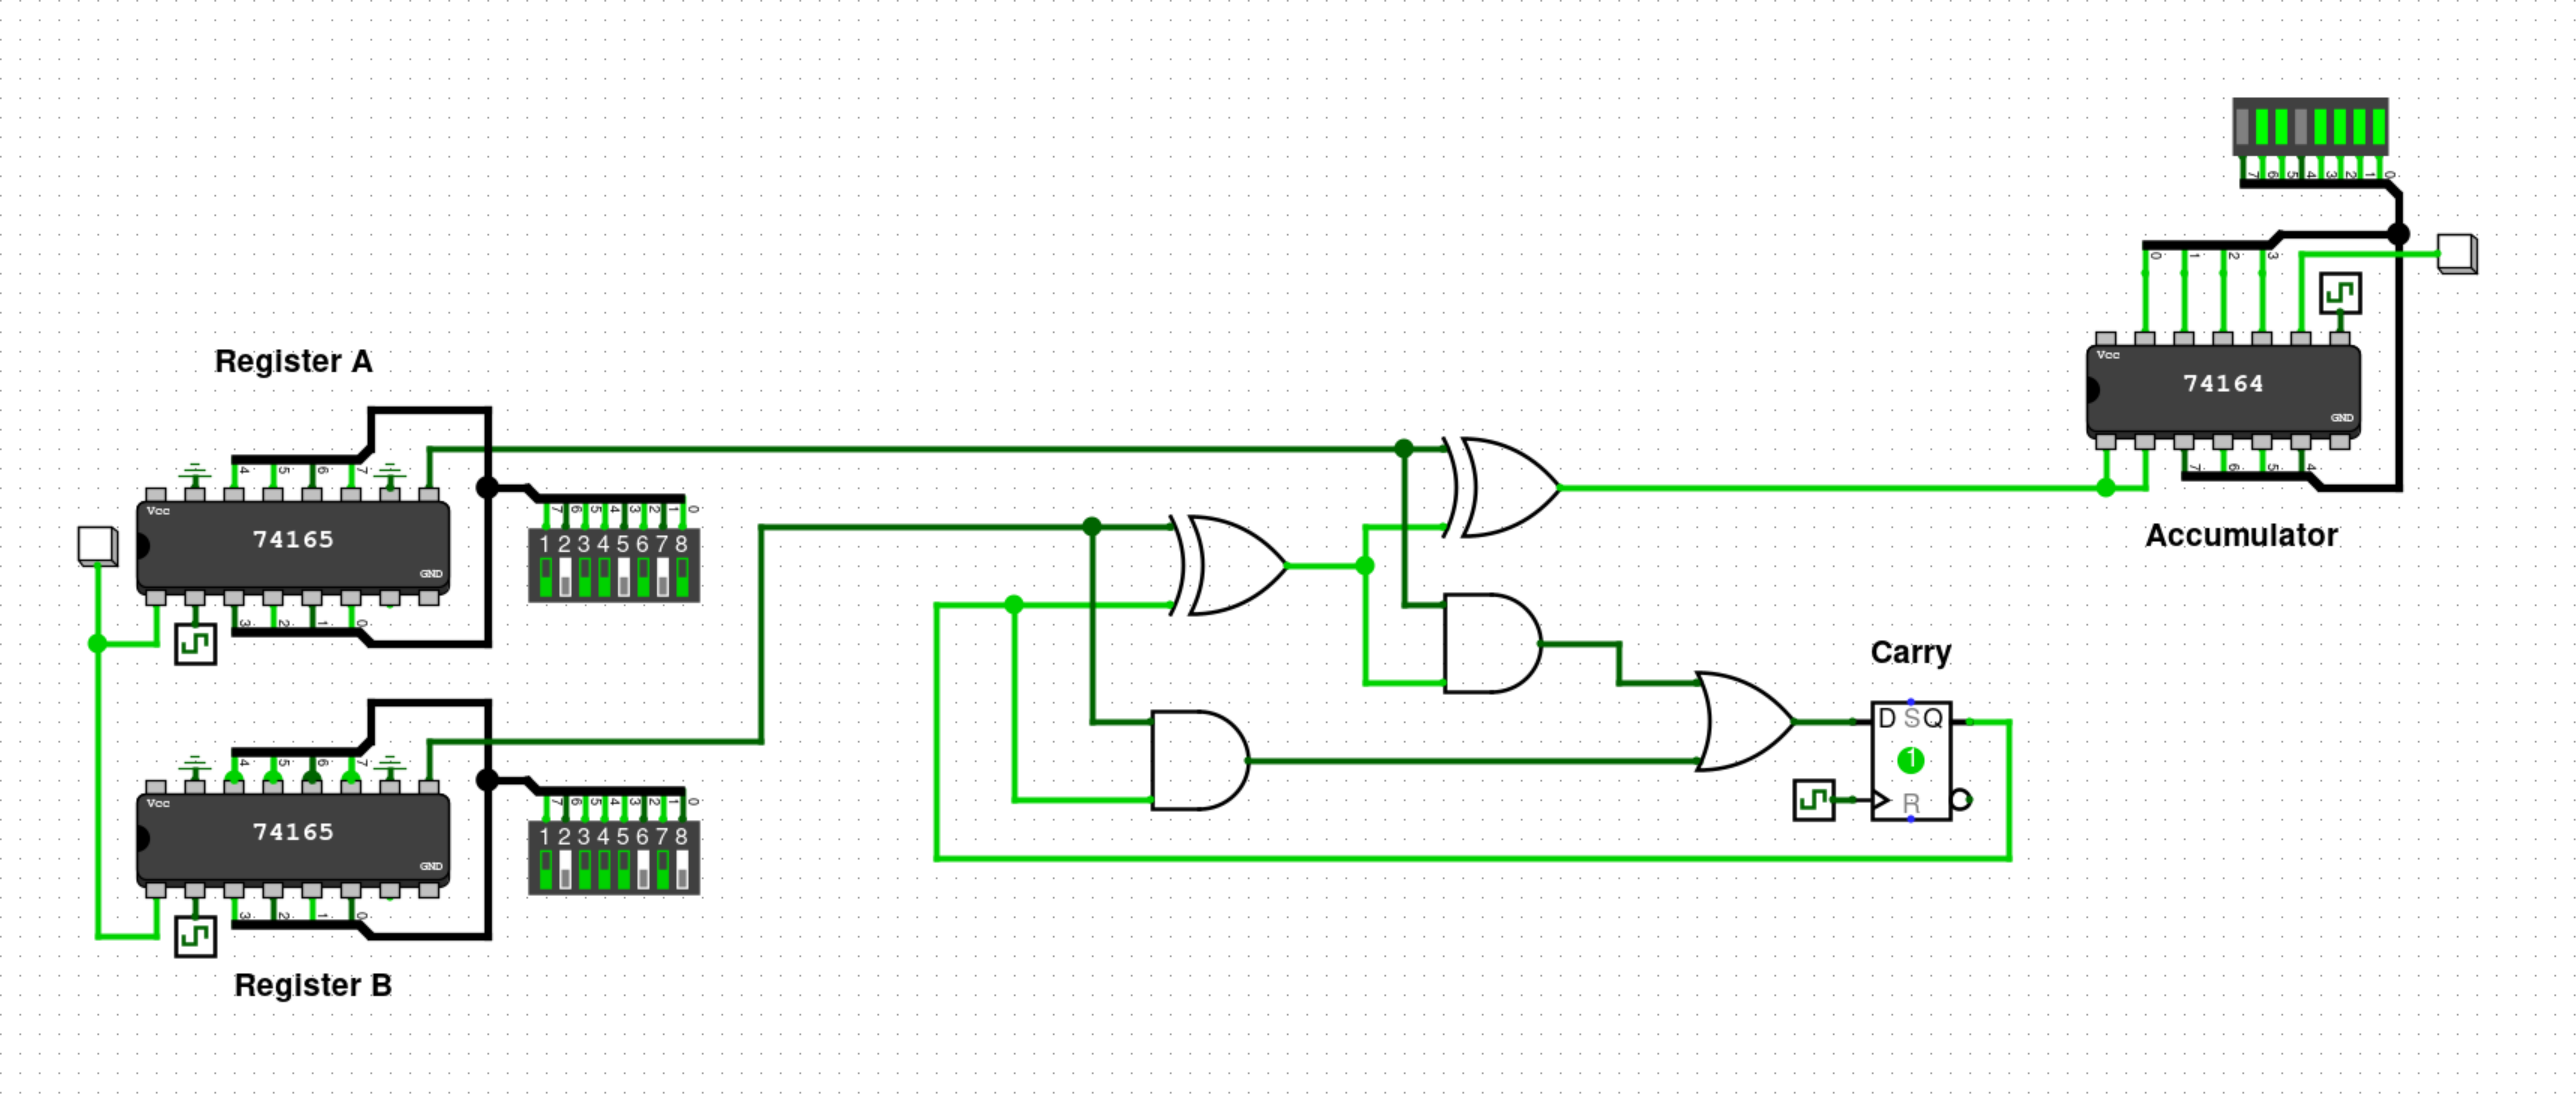 7 6 5 4 3 2 1 0
0 1 2 3
Vcc
74164
GND
7 6 5 4
Accumulator
Register A
4 5 6 7
Vcc
74165
GND
3 2 1 0
7 6 5 4 3 2 1 0
1 2 3 4 5 6 7 8
Carry
D S Q
1
R
4 5 6 7
Vcc
74165
GND
3 2 1 0
7 6 5 4 3 2 1 0
1 2 3 4 5 6 7 8
Register B